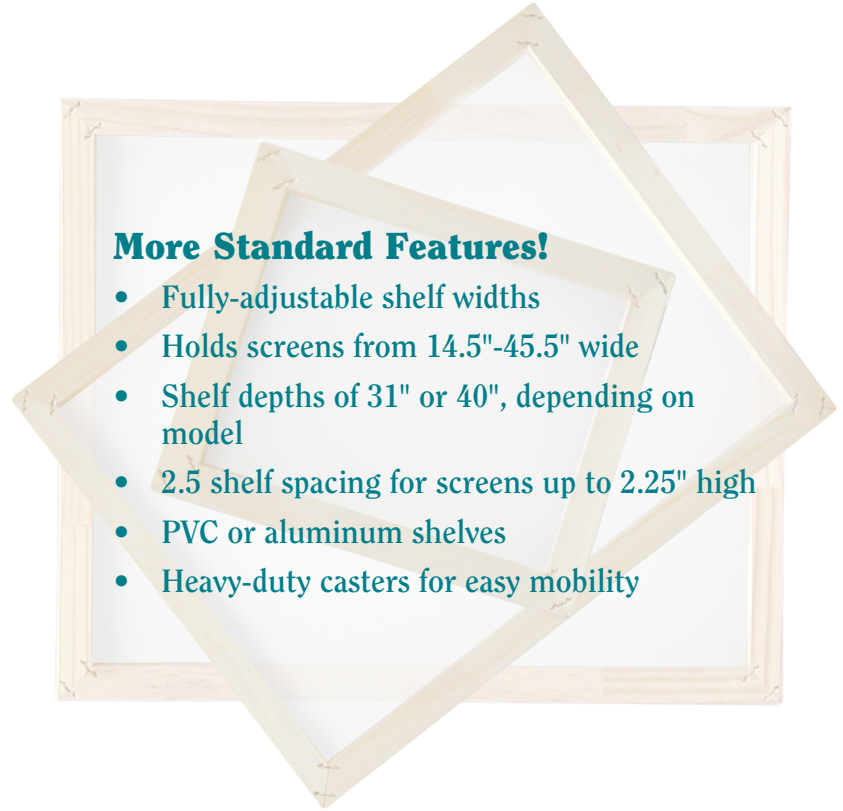 More Standard Features!
• Fully-adjustable shelf widths
• Holds screens from 14.5"-45.5" wide
• Shelf depths of 31" or 40", depending on
model
• 2.5 shelf spacing for screens up to 2.25" high
• PVC or aluminum shelves
• Heavy-duty casters for easy mobility